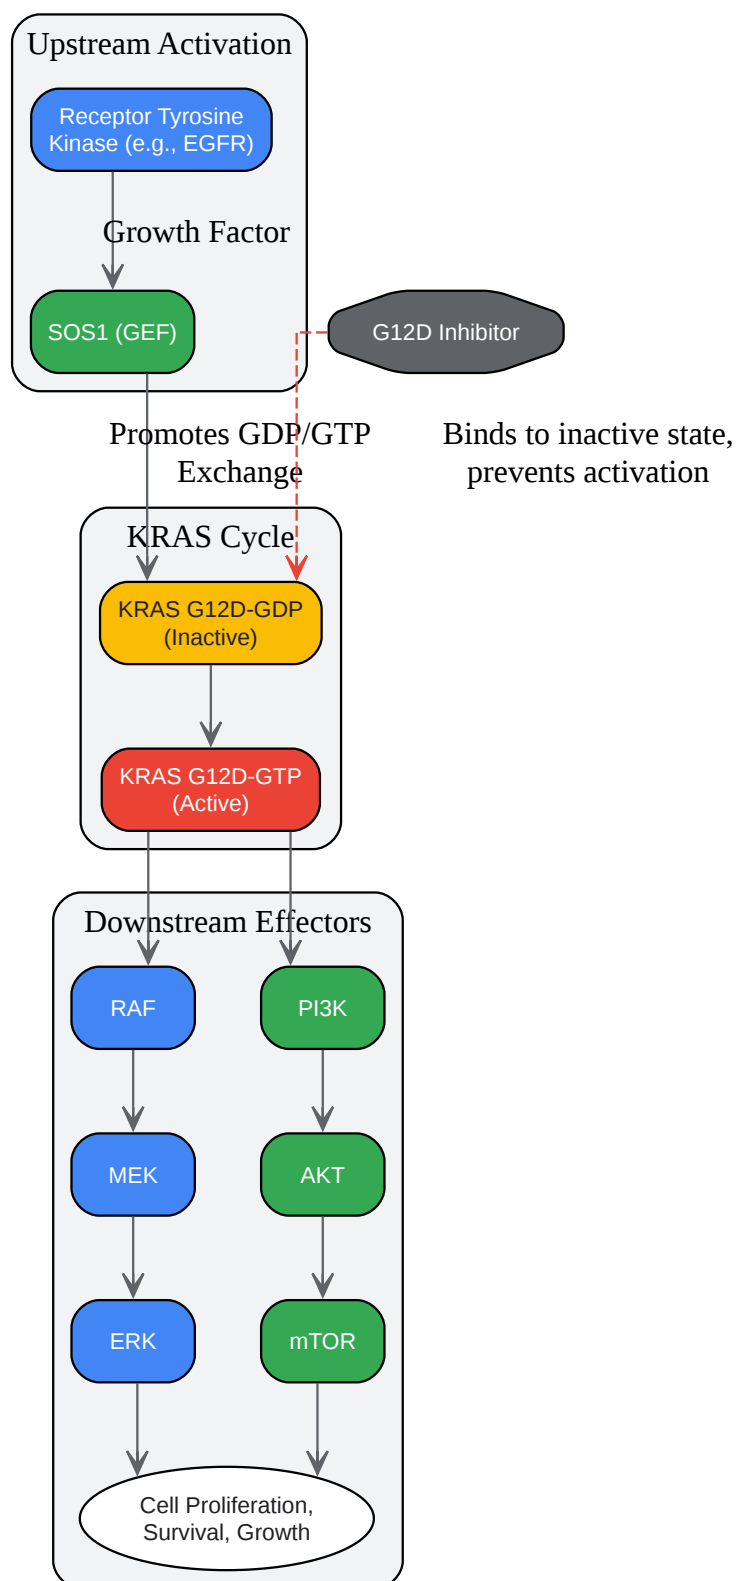 Upstream Activation
Receptor Tyrosine
Kinase (e.g., EGFR)
Growth Factor
SOS1 (GEF)
G12D Inhibitor
Promotes GDP/GTP
Exchange
Binds to inactive state,
prevents activation
KRAS Cycle
KRAS G12D-GDP
(Inactive)
KRAS G12D-GTP
(Active)
Downstream Effectors
RAF
PI3K
MEK
AKT
ERK
mTOR
Cell Proliferation,
Survival, Growth